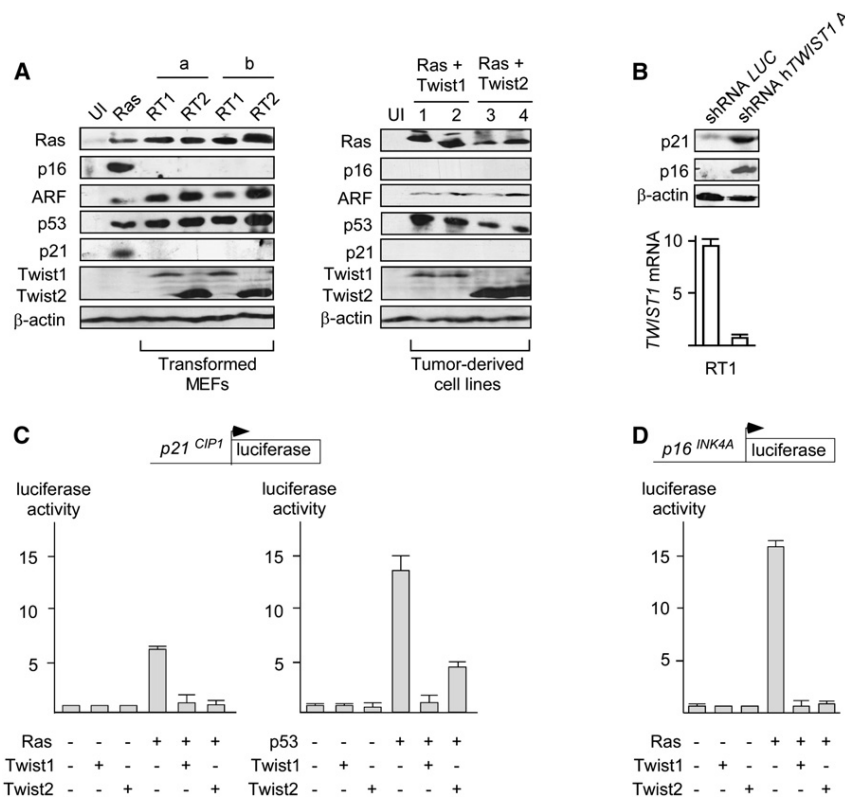 A
a b
UI Ras RT1 RT2 RT1 RT2
Ras
p16
ARF
p53
p21
Twist1
Twist2
β-actin
Transformed
MEFs
Ras + Ras +
Twist1 Twist2
UI 1 2 3 4
Ras
p16
ARF
p53
p21
Twist1
Twist2
β-actin
Tumor-derived
cell lines
B
shRNA LUC
shRNA hTWIST1 A
p21
p16
β-actin
TWIST1 mRNA
10
5
RT1
C
p21 CIP1 luciferase
luciferase
activity
15
10
5
Ras - - - + + +
Twist1 - + - - + -
Twist2 - - + - - +
luciferase
activity
15
10
5
p53 - - - + + +
Twist1 - + - - + -
Twist2 - - + - - +
D
p16 INK4A luciferase
luciferase
activity
15
10
5
Ras - - - + + +
Twist1 - + - - + -
Twist2 - - + - - +